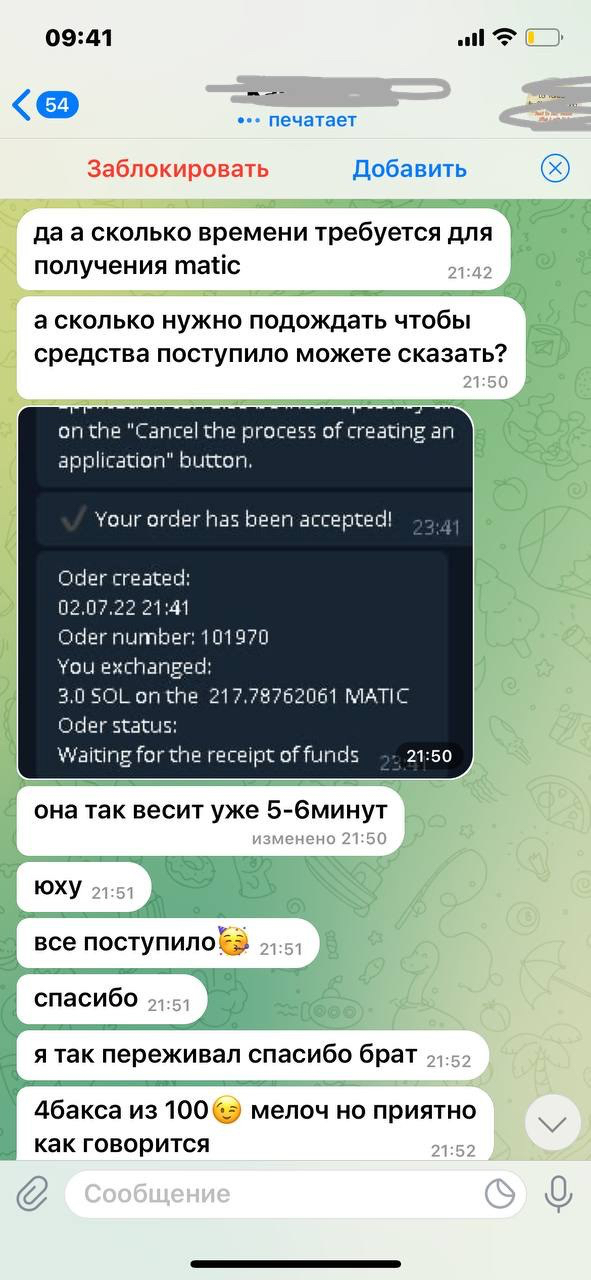 09:41
54
печатает
Заблокировать
Добавить
да а сколько времени требуется для
получения matic
21:42
а сколько нужно подождать чтобы
средства поступило можете сказать?
21:50
on the "Cancel the process of creating an
application" button.
Your order has been accepted! 23:41
Oder created:
02.07.22 21:41
Oder number: 101970
You exchanged:
3.0 SOL on the 217.78762061 MATIC
Oder status:
Waiting for the receipt of funds
21:50
она так весит уже 5-6минут
изменено 21:50
юху 21:51
все поступило🥳 21:51
спасибо 21:51
я так переживал спасибо брат 21:52
4бакса из 100😉 мелоч но приятно
как говорится
21:52
Сообщение